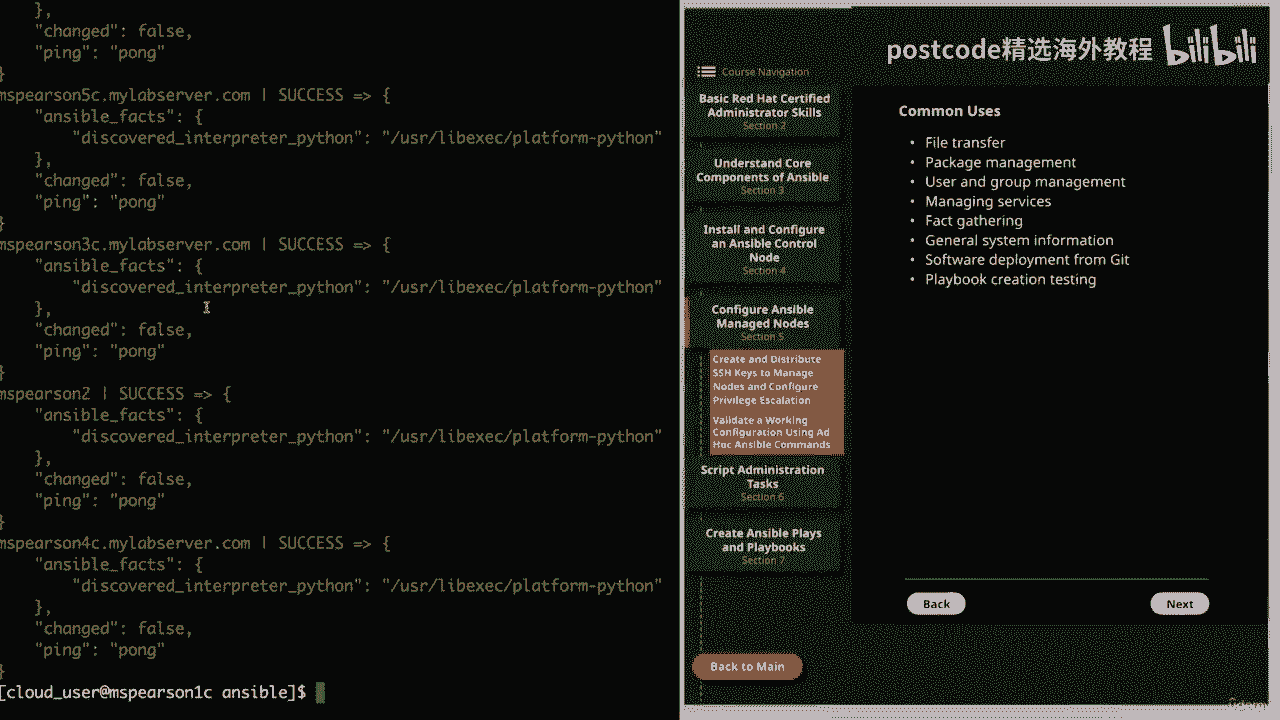 },
"changed": false,
"ping": "pong"
}
mspearson5c.mylabserver.com | SUCCESS => {
"ansible_facts": {
"discovered_interpreter_python": "/usr/libexec/platform-python"
},
"changed": false,
"ping": "pong"
}
mspearson3c.mylabserver.com | SUCCESS => {
"ansible_facts": {
"discovered_interpreter_python": "/usr/libexec/platform-python"
},
"changed": false,
"ping": "pong"
}
mspearson2 | SUCCESS => {
"ansible_facts": {
"discovered_interpreter_python": "/usr/libexec/platform-python"
},
"changed": false,
"ping": "pong"
}
mspearson4c.mylabserver.com | SUCCESS => {
"ansible_facts": {
"discovered_interpreter_python": "/usr/libexec/platform-python"
},
"changed": false,
"ping": "pong"
}
[cloud_user@mspearson1c ansible]$
postcode精选海外教程 bilibili
Course Navigation
Basic Red Hat Certified
Administrator Skills
Section 2
Understand Core
Components of Ansible
Section 3
Install and Configure
an Ansible Control
Node
Section 4
Configure Ansible
Managed Nodes
Section 5
Create and Distribute
SSH Keys to Manage
Nodes and Configure
Privilege Escalation
Validate a Working
Configuration Using Ad
Hoc Ansible Commands
Script Administration
Tasks
Section 6
Create Ansible Plays
and Playbooks
Section 7
Back to Main
Common Uses
• File transfer
• Package management
• User and group management
• Managing services
• Fact gathering
• General system information
• Software deployment from Git
• Playbook creation testing
Back
Next